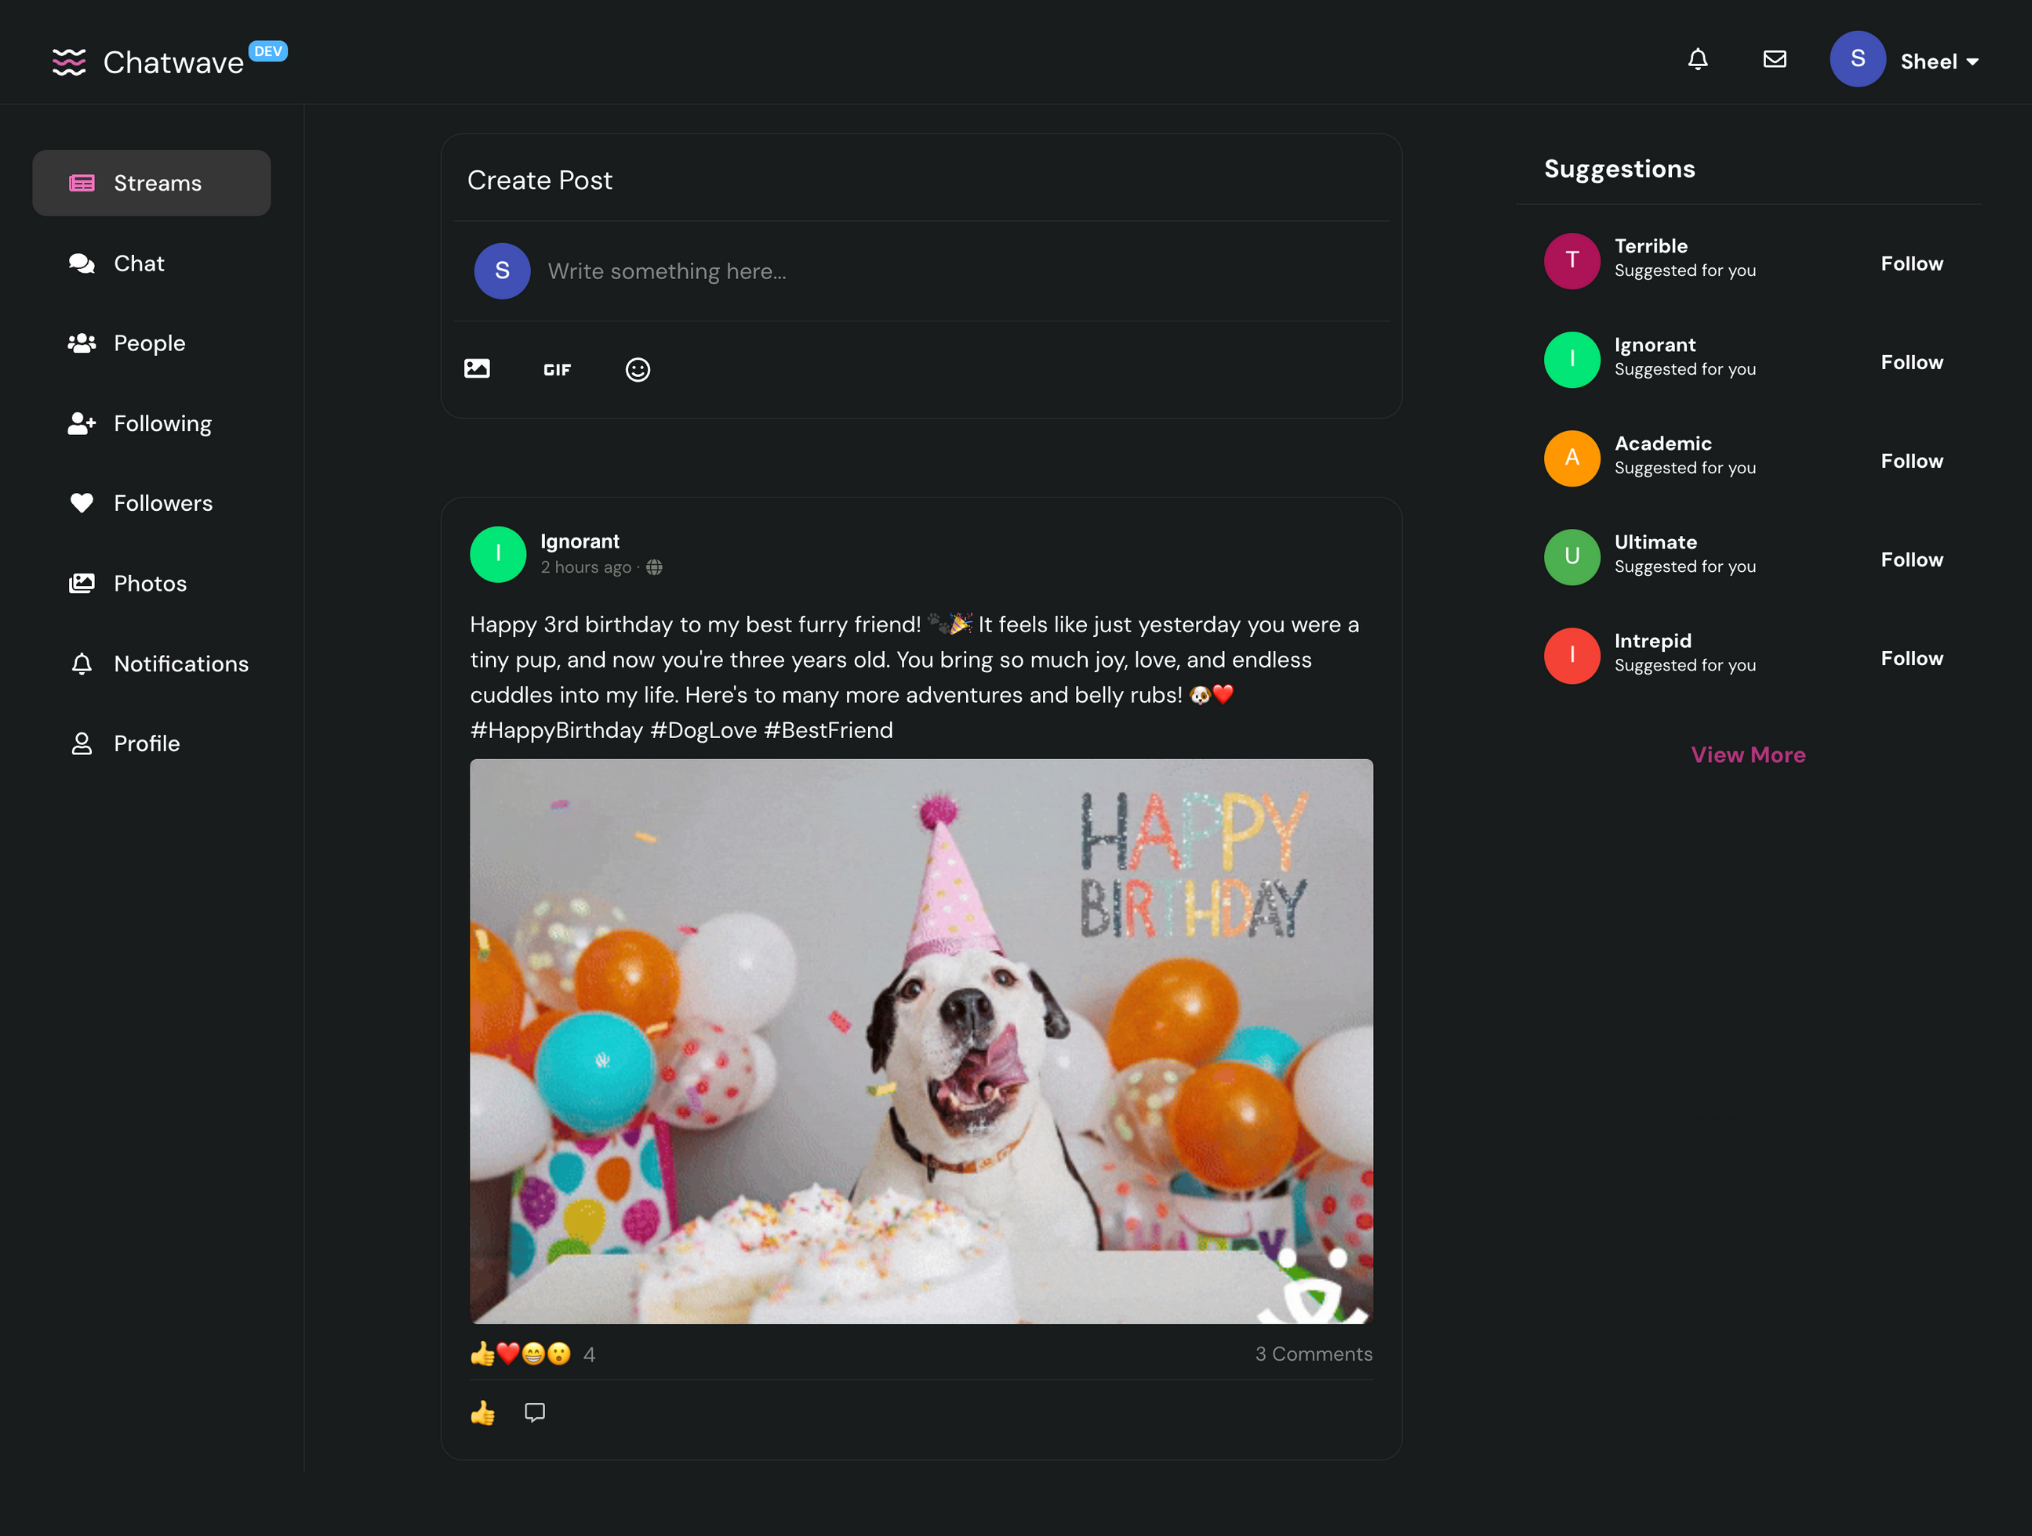 Chatwave DEV
Sheel
Streams
Chat
People
Following
Followers
Photos
Notifications
Profile
Create Post
S
Write something here...
GIF
I
Ignorant
2 hours ago ·
Happy 3rd birthday to my best furry friend! 🐾🎉 It feels like just yesterday you were a
tiny pup, and now you're three years old. You bring so much joy, love, and endless
cuddles into my life. Here's to many more adventures and belly rubs! 🐶❤️
#HappyBirthday #DogLove #BestFriend
HAPPY
BIRTHDAY
HAPPY
👍❤️😁😮 4
3 Comments
👍
Suggestions
T
Terrible
Suggested for you
Follow
I
Ignorant
Suggested for you
Follow
A
Academic
Suggested for you
Follow
U
Ultimate
Suggested for you
Follow
I
Intrepid
Suggested for you
Follow
View More
S